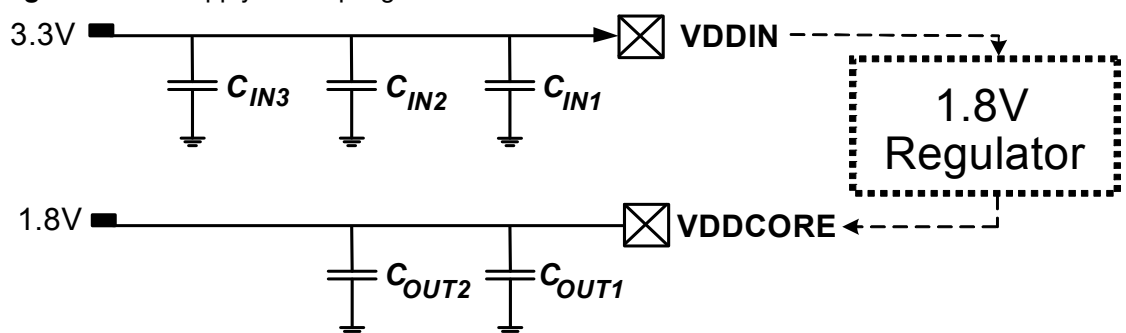 3.3V
VDDIN
C_IN3
C_IN2
C_IN1
1.8V
Regulator
1.8V
VDDCORE
C_OUT2
C_OUT1